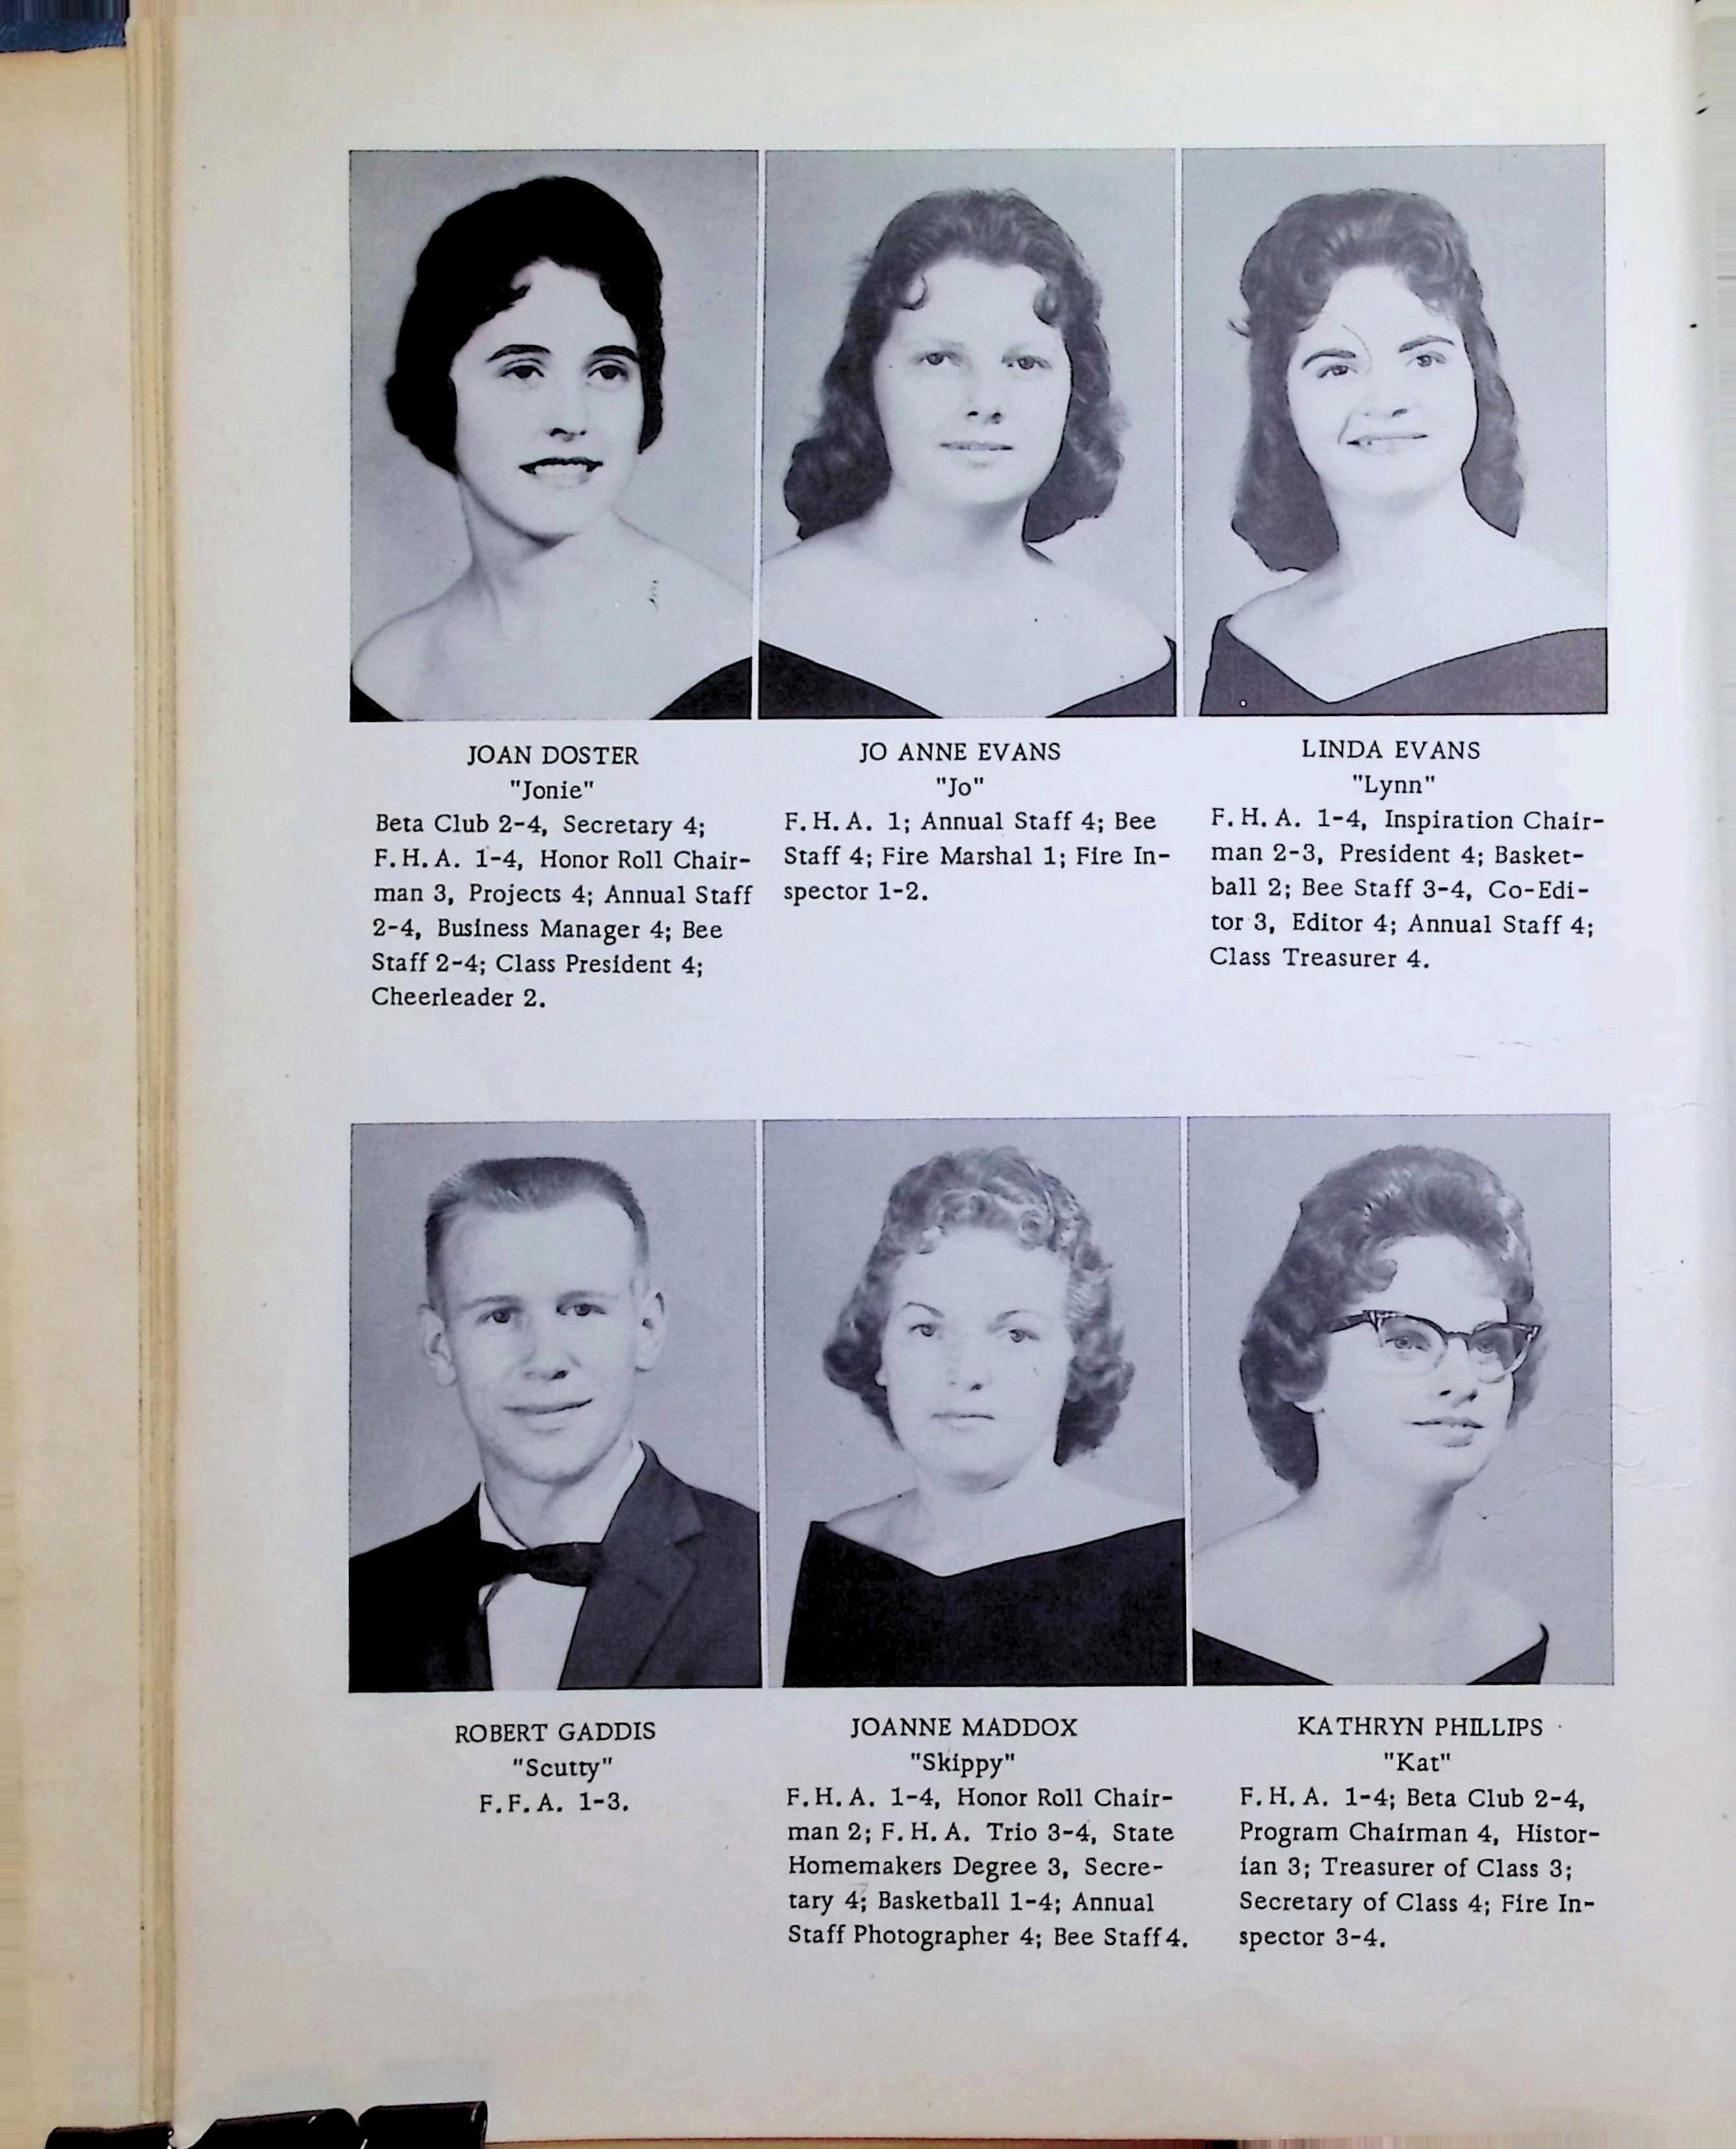 JOAN DOSTER
"Jonie"
Beta Club 2-4, Secretary 4;
F.H.A. 1-4, Honor Roll Chair-
man 3, Projects 4; Annual Staff
2-4, Business Manager 4; Bee
Staff 2-4; Class President 4;
Cheerleader 2.
JO ANNE EVANS
"Jo"
F.H.A. 1; Annual Staff 4; Bee
Staff 4; Fire Marshal 1; Fire In-
spector 1-2.
LINDA EVANS
"Lynn"
F.H.A. 1-4, Inspiration Chair-
man 2-3, President 4; Basket-
ball 2; Bee Staff 3-4, Co-Edi-
tor 3, Editor 4; Annual Staff 4;
Class Treasurer 4.
ROBERT GADDIS
"Scutty"
F.F.A. 1-3.
JOANNE MADDOX
"Skippy"
F.H.A. 1-4, Honor Roll Chair-
man 2; F.H.A. Trio 3-4, State
Homemakers Degree 3, Secre-
tary 4; Basketball 1-4; Annual
Staff Photographer 4; Bee Staff 4.
KATHRYN PHILLIPS
"Kat"
F.H.A. 1-4; Beta Club 2-4,
Program Chairman 4, Histor-
ian 3; Treasurer of Class 3;
Secretary of Class 4; Fire In-
spector 3-4.